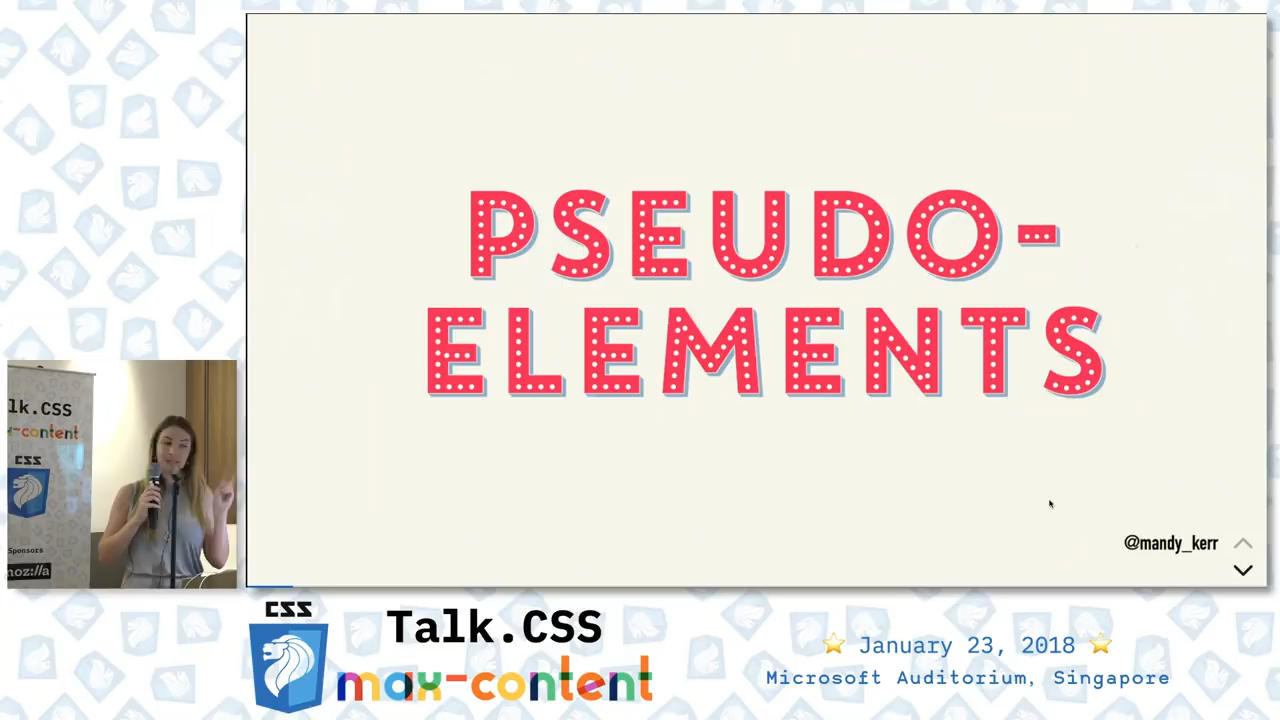 PSEUDO-
ELEMENTS
@mandy_kerr
lk.CSS
x-content
CSS
Sponsors
moz://a
CSS
Talk.CSS
max-content
January 23, 2018
Microsoft Auditorium, Singapore